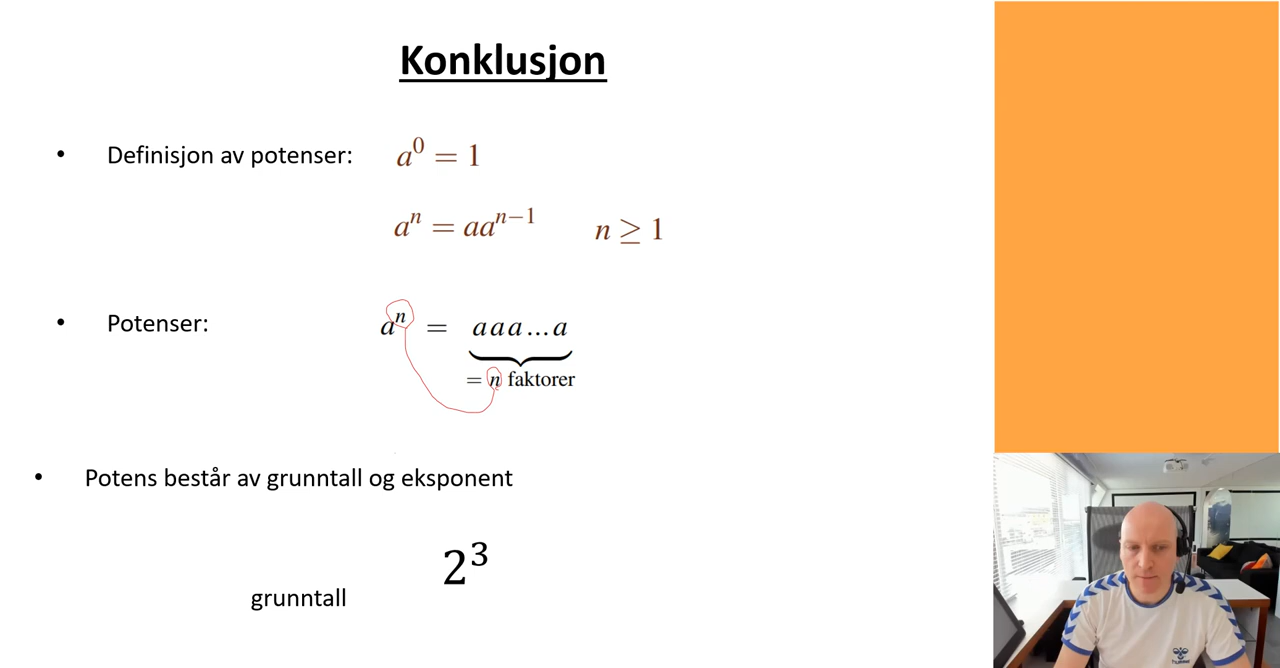 Konklusjon
• Definisjon av potenser: a⁰ = 1
aⁿ = aaⁿ⁻¹ n ≥ 1
• Potenser: aⁿ = a a a ... a
= n faktorer
• Potens består av grunntall og eksponent
2³
grunntall
hummel